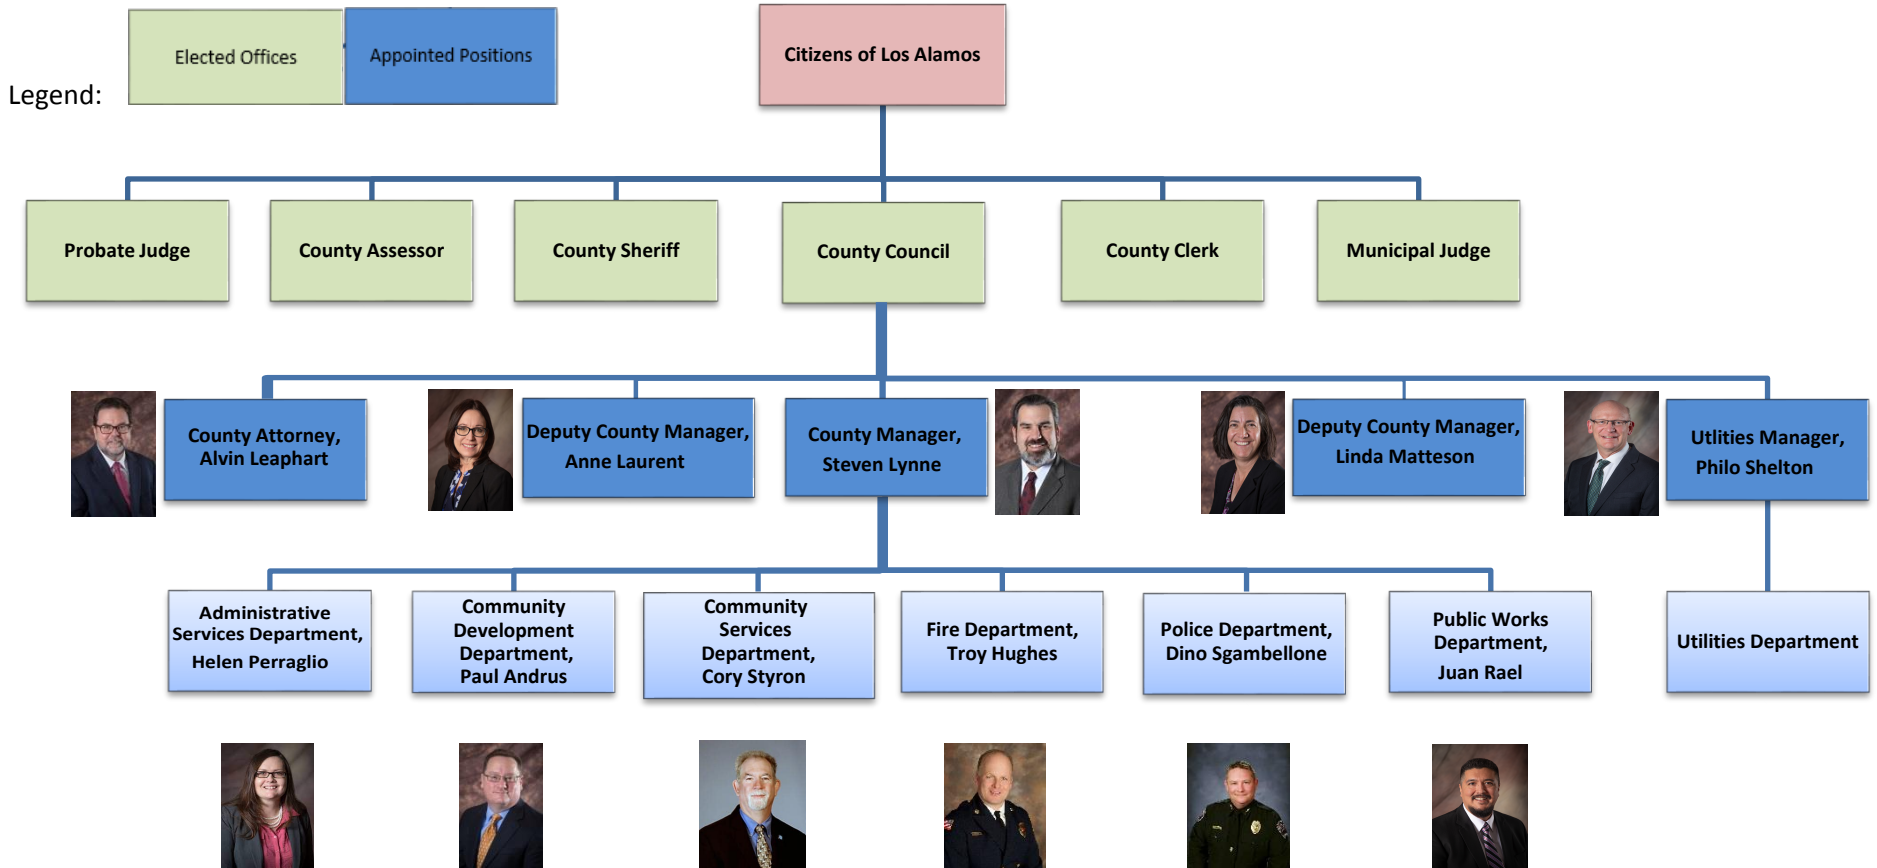 Legend:
Elected Offices
Appointed Positions
Citizens of Los Alamos
Probate Judge
County Assessor
County Sheriff
County Council
County Clerk
Municipal Judge
County Attorney,
Alvin Leaphart
Deputy County Manager,
Anne Laurent
County Manager,
Steven Lynne
Deputy County Manager,
Linda Matteson
Utlities Manager,
Philo Shelton
Administrative
Services Department,
Helen Perraglio
Community
Development
Department,
Paul Andrus
Community
Services
Department,
Cory Styron
Fire Department,
Troy Hughes
Police Department,
Dino Sgambellone
Public Works
Department,
Juan Rael
Utilities Department